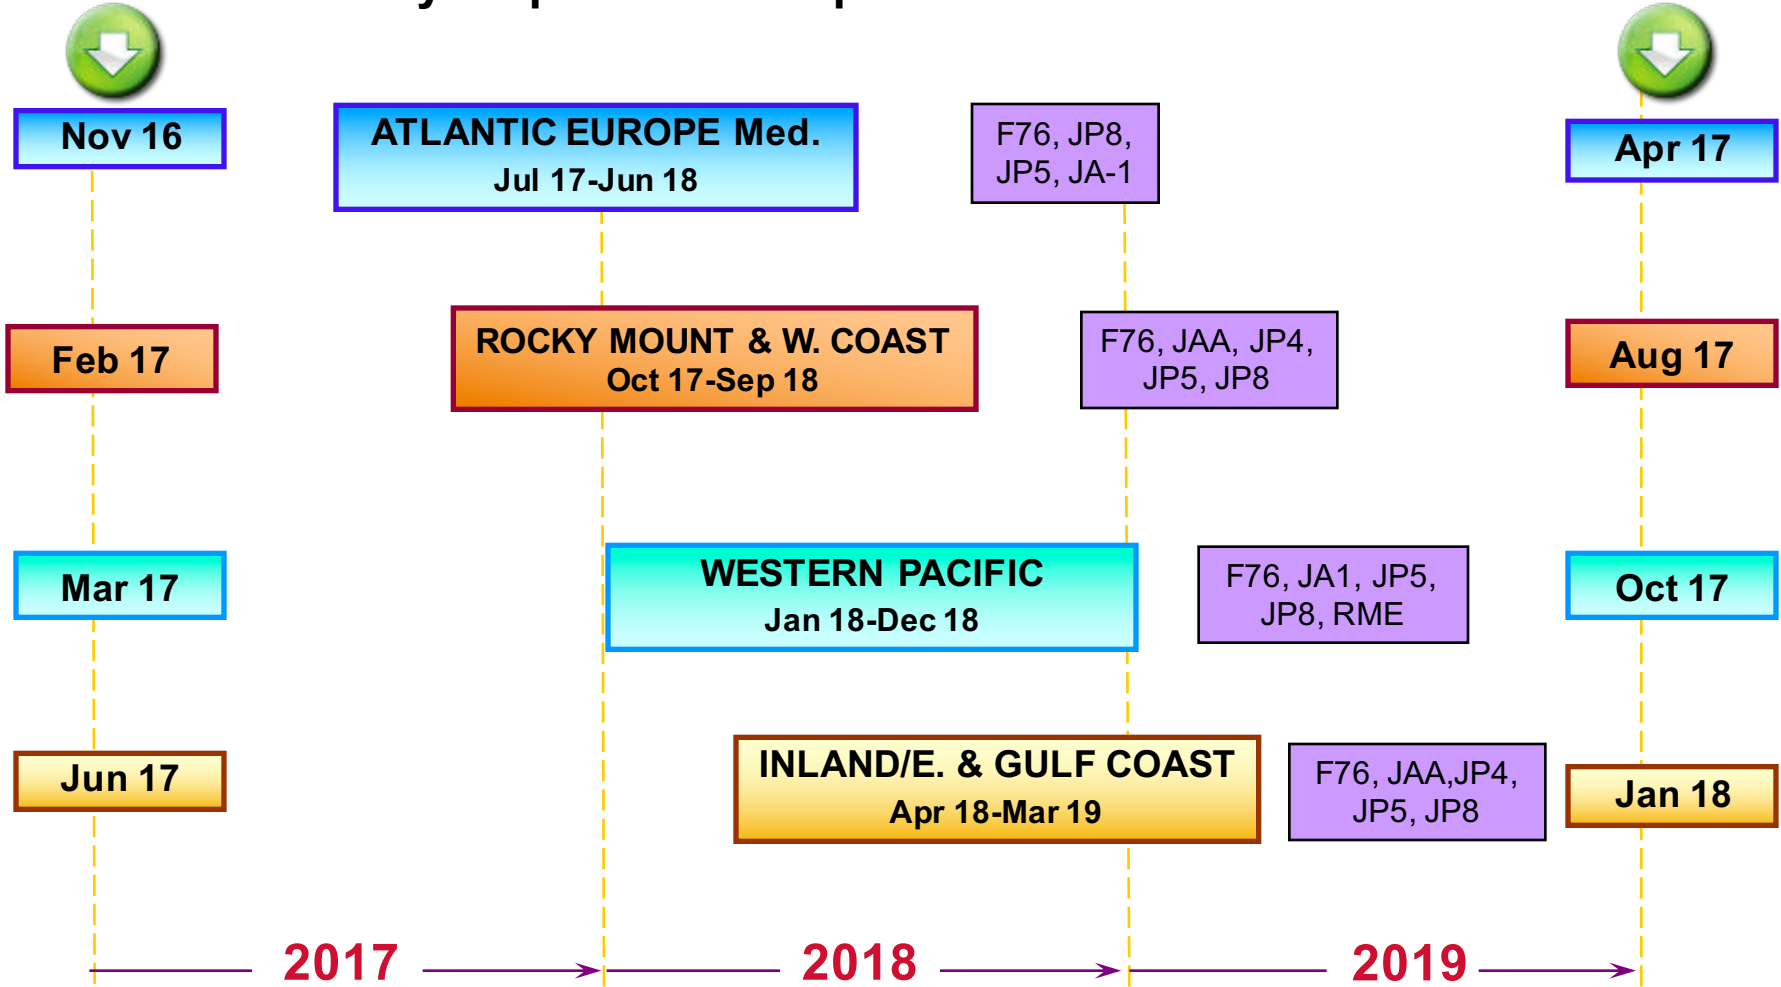 Nov 16
ATLANTIC EUROPE Med.
Jul 17-Jun 18
F76, JP8,
JP5, JA-1
Apr 17
Feb 17
ROCKY MOUNT & W. COAST
Oct 17-Sep 18
F76, JAA, JP4,
JP5, JP8
Aug 17
Mar 17
WESTERN PACIFIC
Jan 18-Dec 18
F76, JA1, JP5,
JP8, RME
Oct 17
Jun 17
INLAND/E. & GULF COAST
Apr 18-Mar 19
F76, JAA,JP4,
JP5, JP8
Jan 18
2017
2018
2019